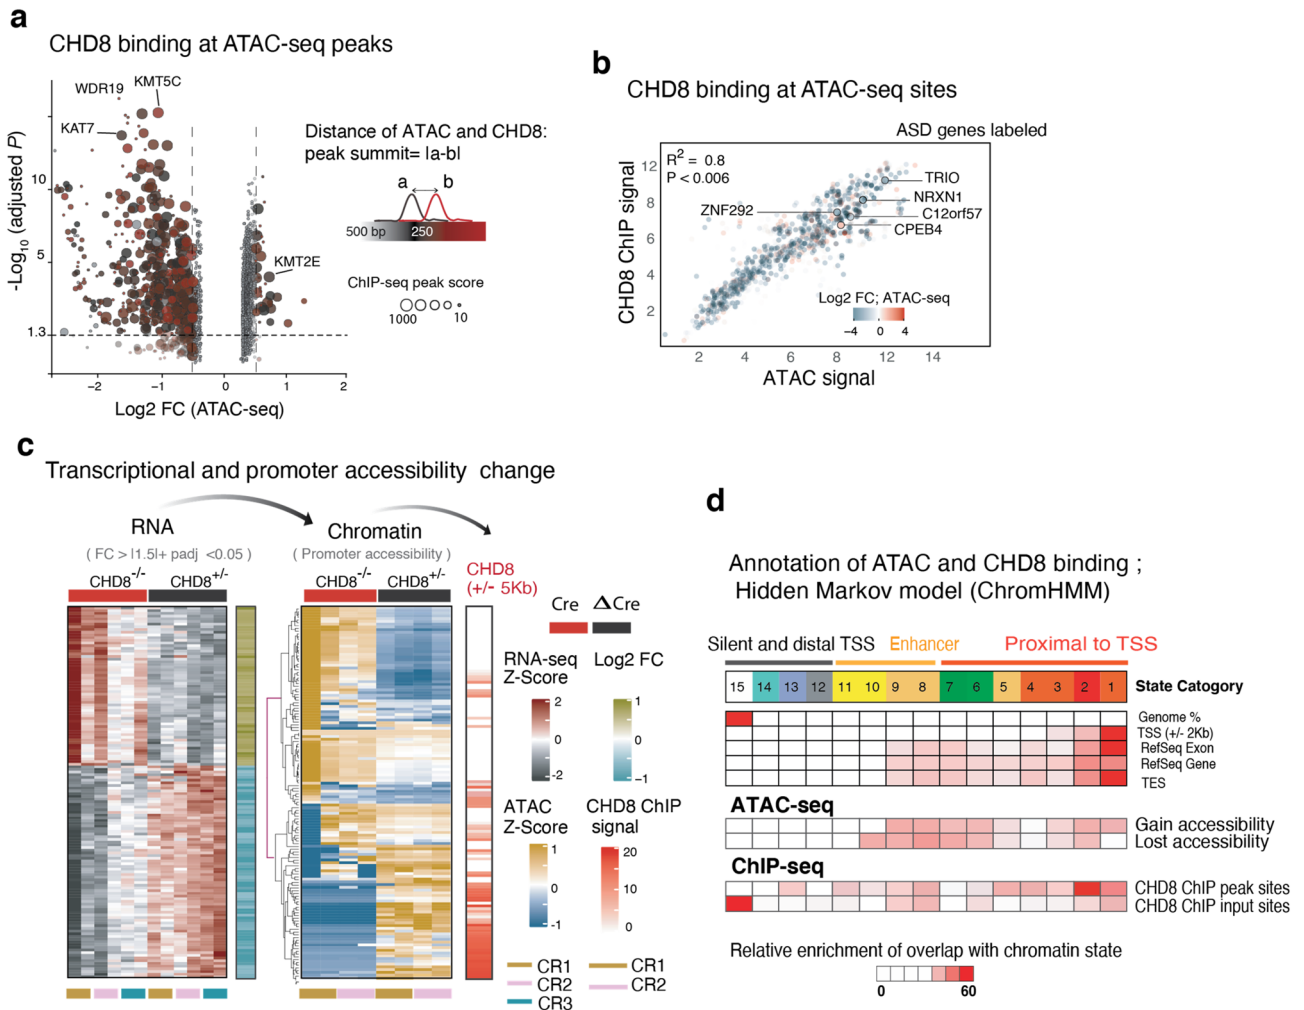 a
CHD8 binding at ATAC-seq peaks
WDR19
KMT5C
KAT7
KMT2E
10
5
1.3
-Log10 (adjusted P)
−2
−1
0
1
2
Log2 FC (ATAC-seq)
Distance of ATAC and CHD8:
peak summit= |a-b|
a
b
500 bp
250
ChIP-seq peak score
1000
10
b
CHD8 binding at ATAC-seq sites
ASD genes labeled
R2 = 0.8
P < 0.006
TRIO
NRXN1
ZNF292
C12orf57
CPEB4
12
8
6
4
2
CHD8 ChIP signal
Log2 FC; ATAC-seq
−4
0
4
2
4
6
8
12
14
ATAC signal
c
Transcriptional and promoter accessibility change
RNA
( FC > |1.5|+ padj <0.05 )
CHD8-/-
CHD8+/-
Chromatin
( Promoter accessibility )
CHD8-/-
CHD8+/-
CHD8
(+/- 5Kb)
Cre
ΔCre
RNA-seq
Z-Score
2
0
-2
Log2 FC
1
0
−1
ATAC
Z-Score
1
0
-1
CHD8 ChIP
signal
20
10
0
CR1
CR2
CR3
CR1
CR2
d
Annotation of ATAC and CHD8 binding ;
Hidden Markov model (ChromHMM)
Silent and distal TSS
Enhancer
Proximal to TSS
15 14 13 12 11 10 9 8 7 6 5 4 3 2 1
State Catogary
Genome %
TSS (+/- 2Kb)
RefSeq Exon
RefSeq Gene
TES
ATAC-seq
Gain accessibility
Lost accessibility
ChIP-seq
CHD8 ChIP peak sites
CHD8 ChIP input sites
Relative enrichment of overlap with chromatin state
0
60